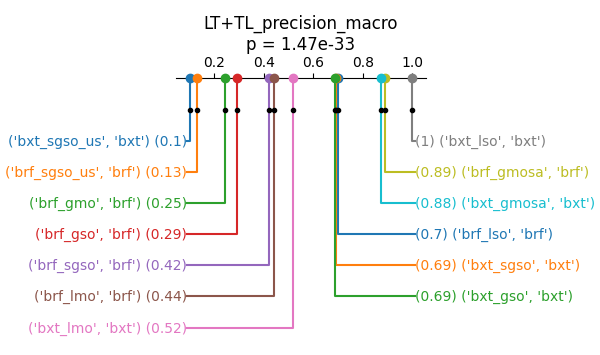 LT+TL_precision_macro
p = 1.47e-33
0.2 0.4 0.6 0.8 1.0
('bxt_sgso_us', 'bxt') (0.1) (1) ('bxt_lso', 'bxt')
('brf_sgso_us', 'brf') (0.13) (0.89) ('brf_gmosa', 'brf')
('brf_gmo', 'brf') (0.25) (0.88) ('bxt_gmosa', 'bxt')
('brf_gso', 'brf') (0.29) (0.7) ('brf_lso', 'brf')
('brf_sgso', 'brf') (0.42) (0.69) ('bxt_sgso', 'bxt')
('brf_lmo', 'brf') (0.44) (0.69) ('bxt_gso', 'bxt')
('bxt_lmo', 'bxt') (0.52)